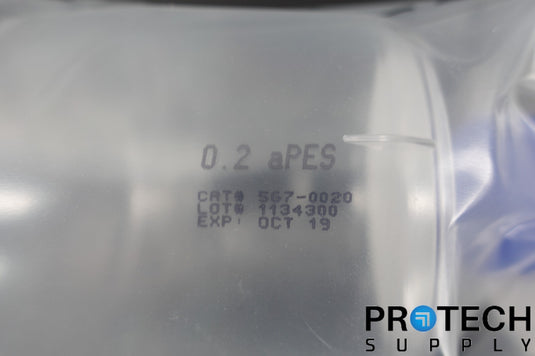 0.2 aPES
CAT# 567-0020
LOT# 1134300
EXP: OCT 19
PROTECH
SUPPLY